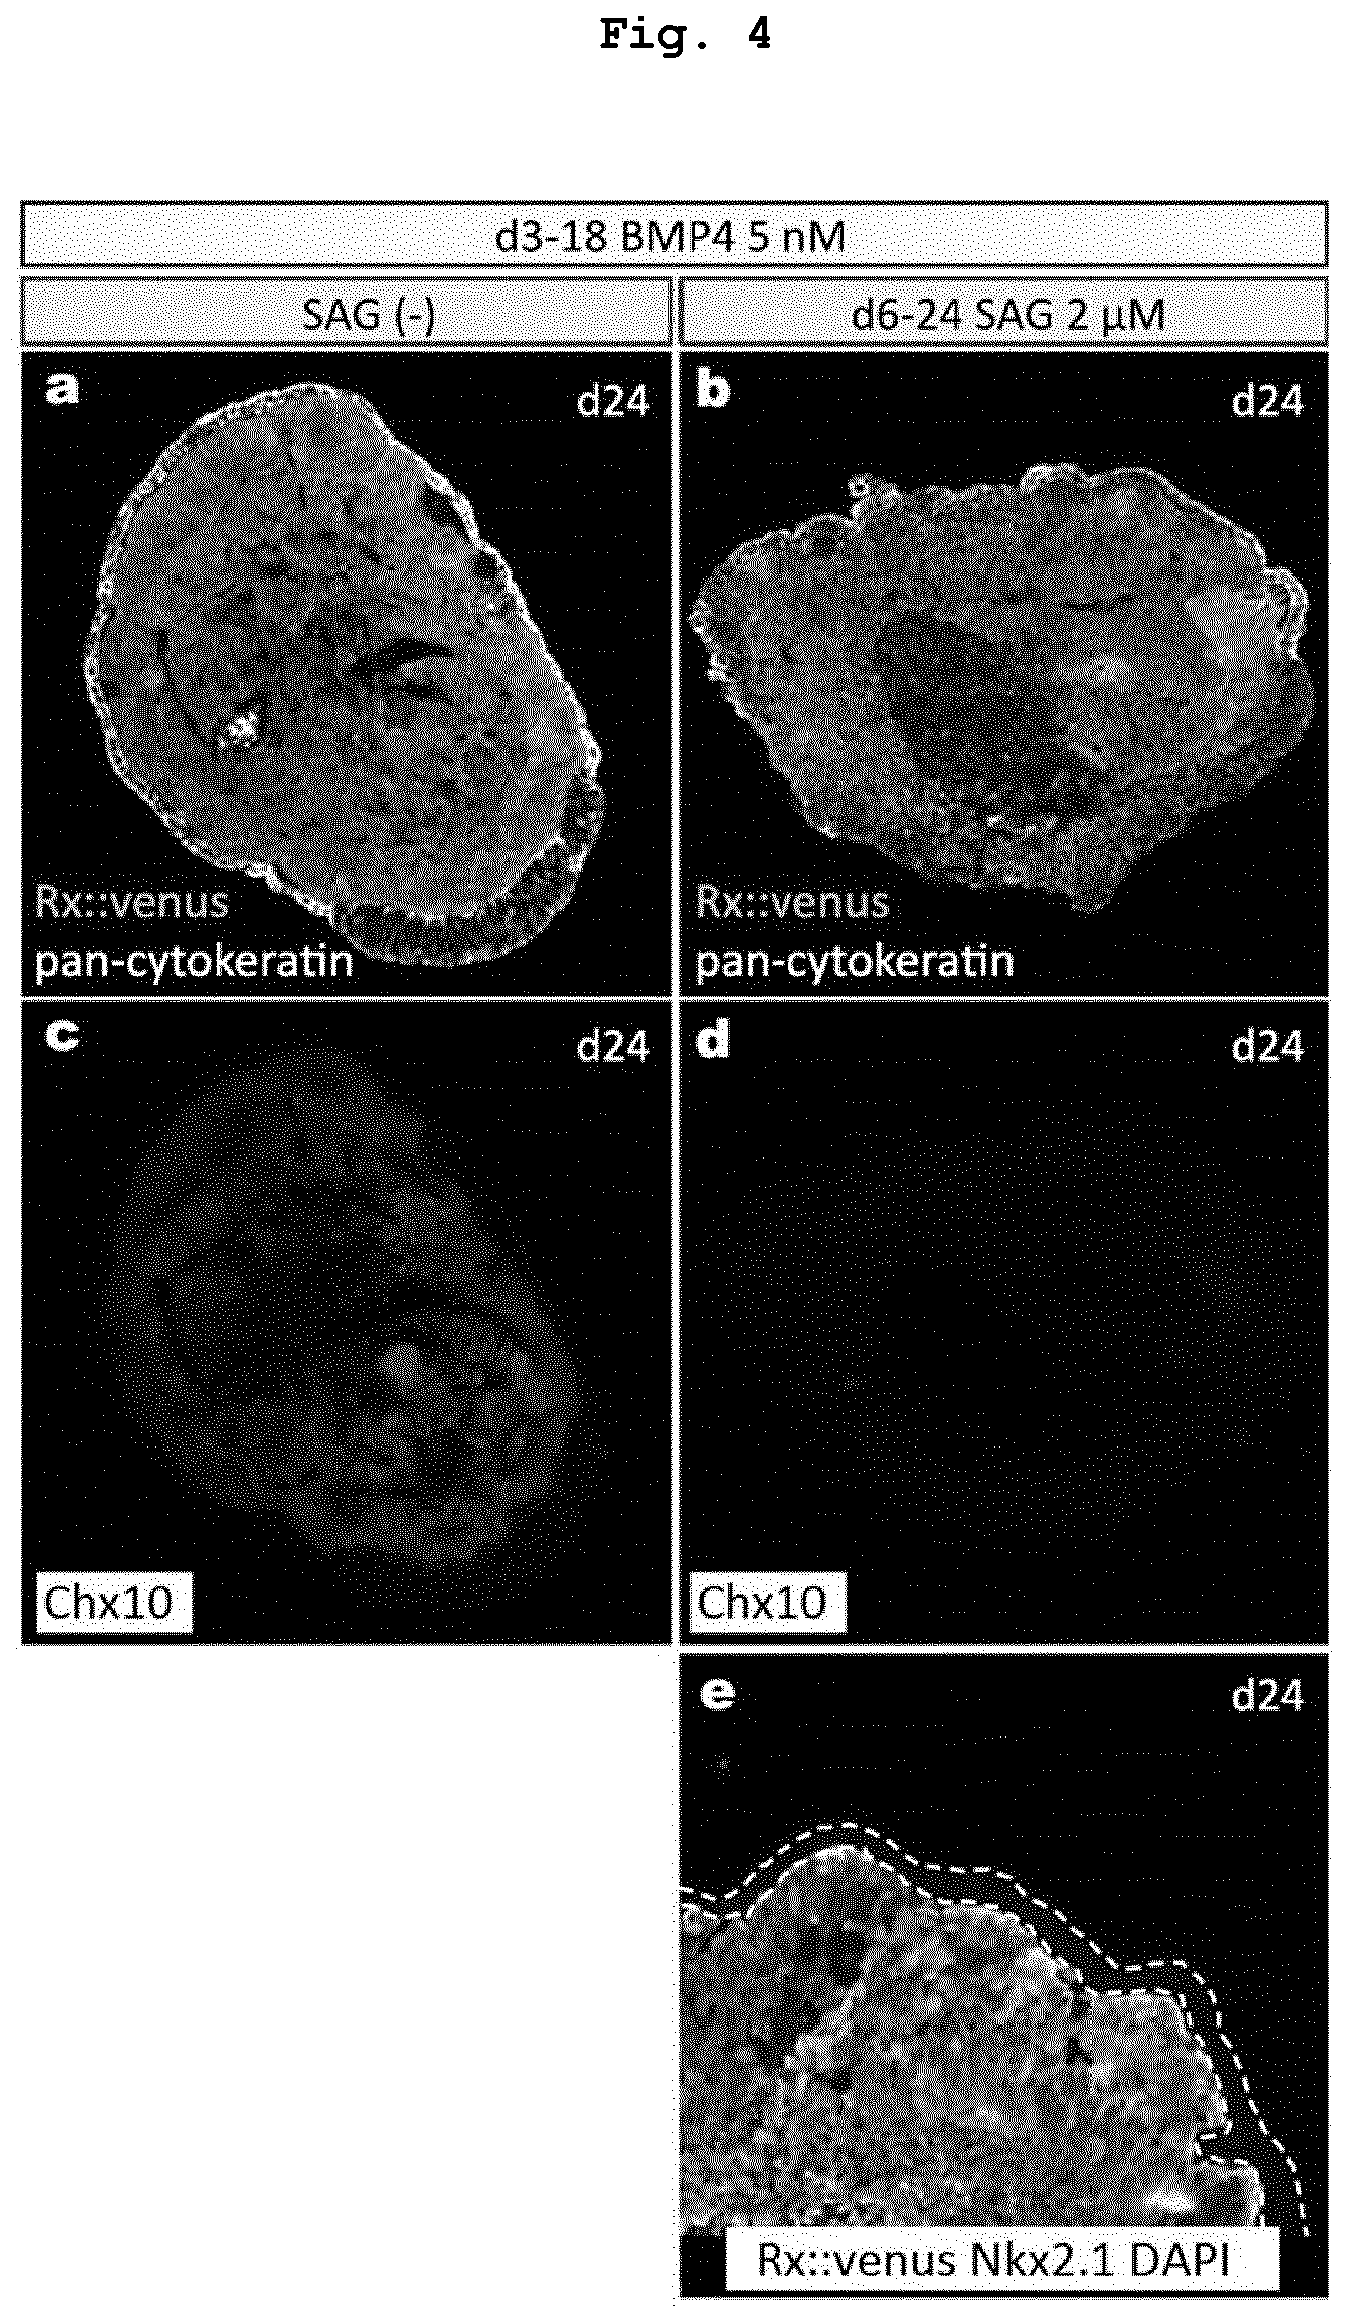 Fig. 4
d3-18 BMP4 5 nM
SAG (-)
d6-24 SAG 2 µM
a
d24
b
d24
Rx::venus
pan-cytokeratin
Rx::venus
pan-cytokeratin
c
d24
d
d24
Chx10
Chx10
e
d24
Rx::venus Nkx2.1 DAPI